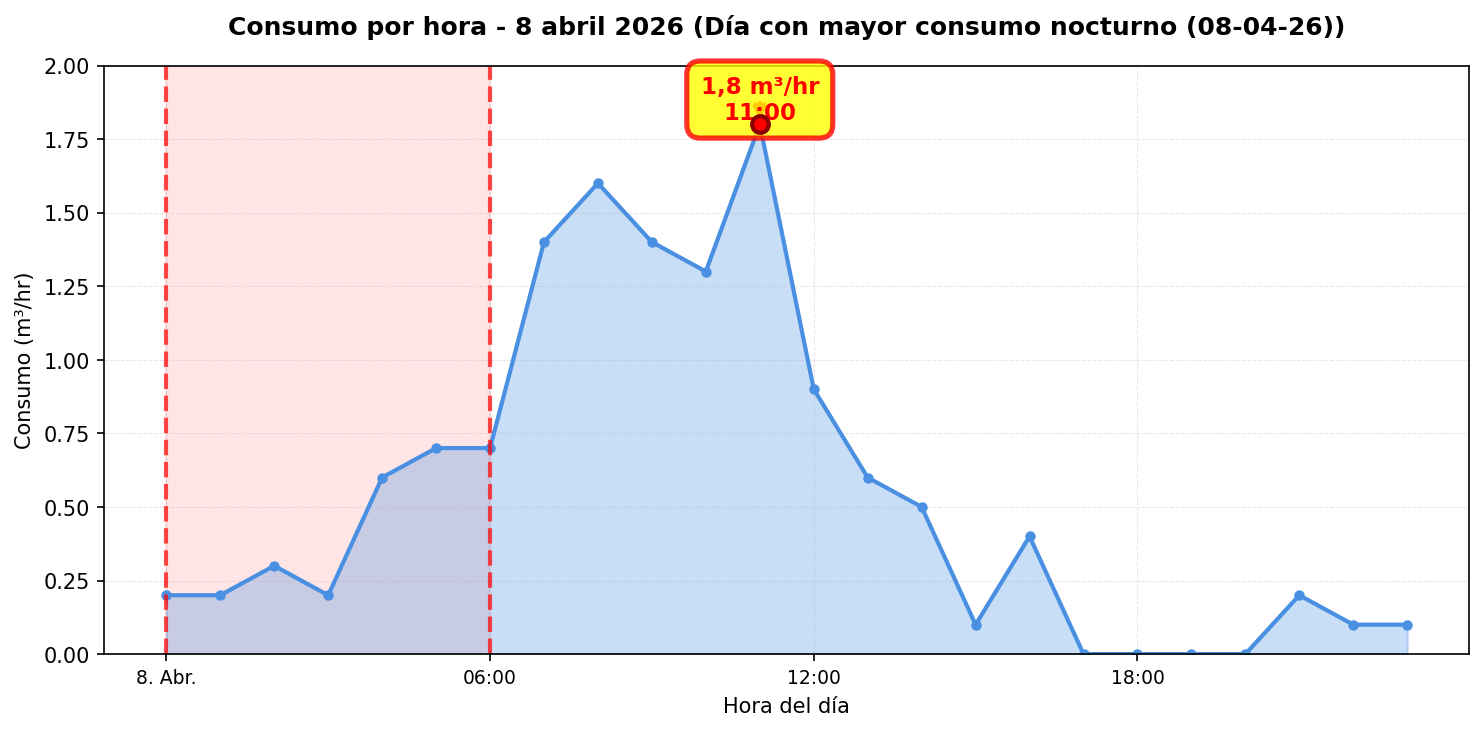 Consumo por hora - 8 abril 2026 (Día con mayor consumo nocturno (08-04-26))
1,8 m³/hr
11:00
Consumo (m³/hr)
2.00
1.75
1.50
1.25
1.00
0.75
0.50
0.25
0.00
8. Abr.
06:00
12:00
18:00
Hora del día